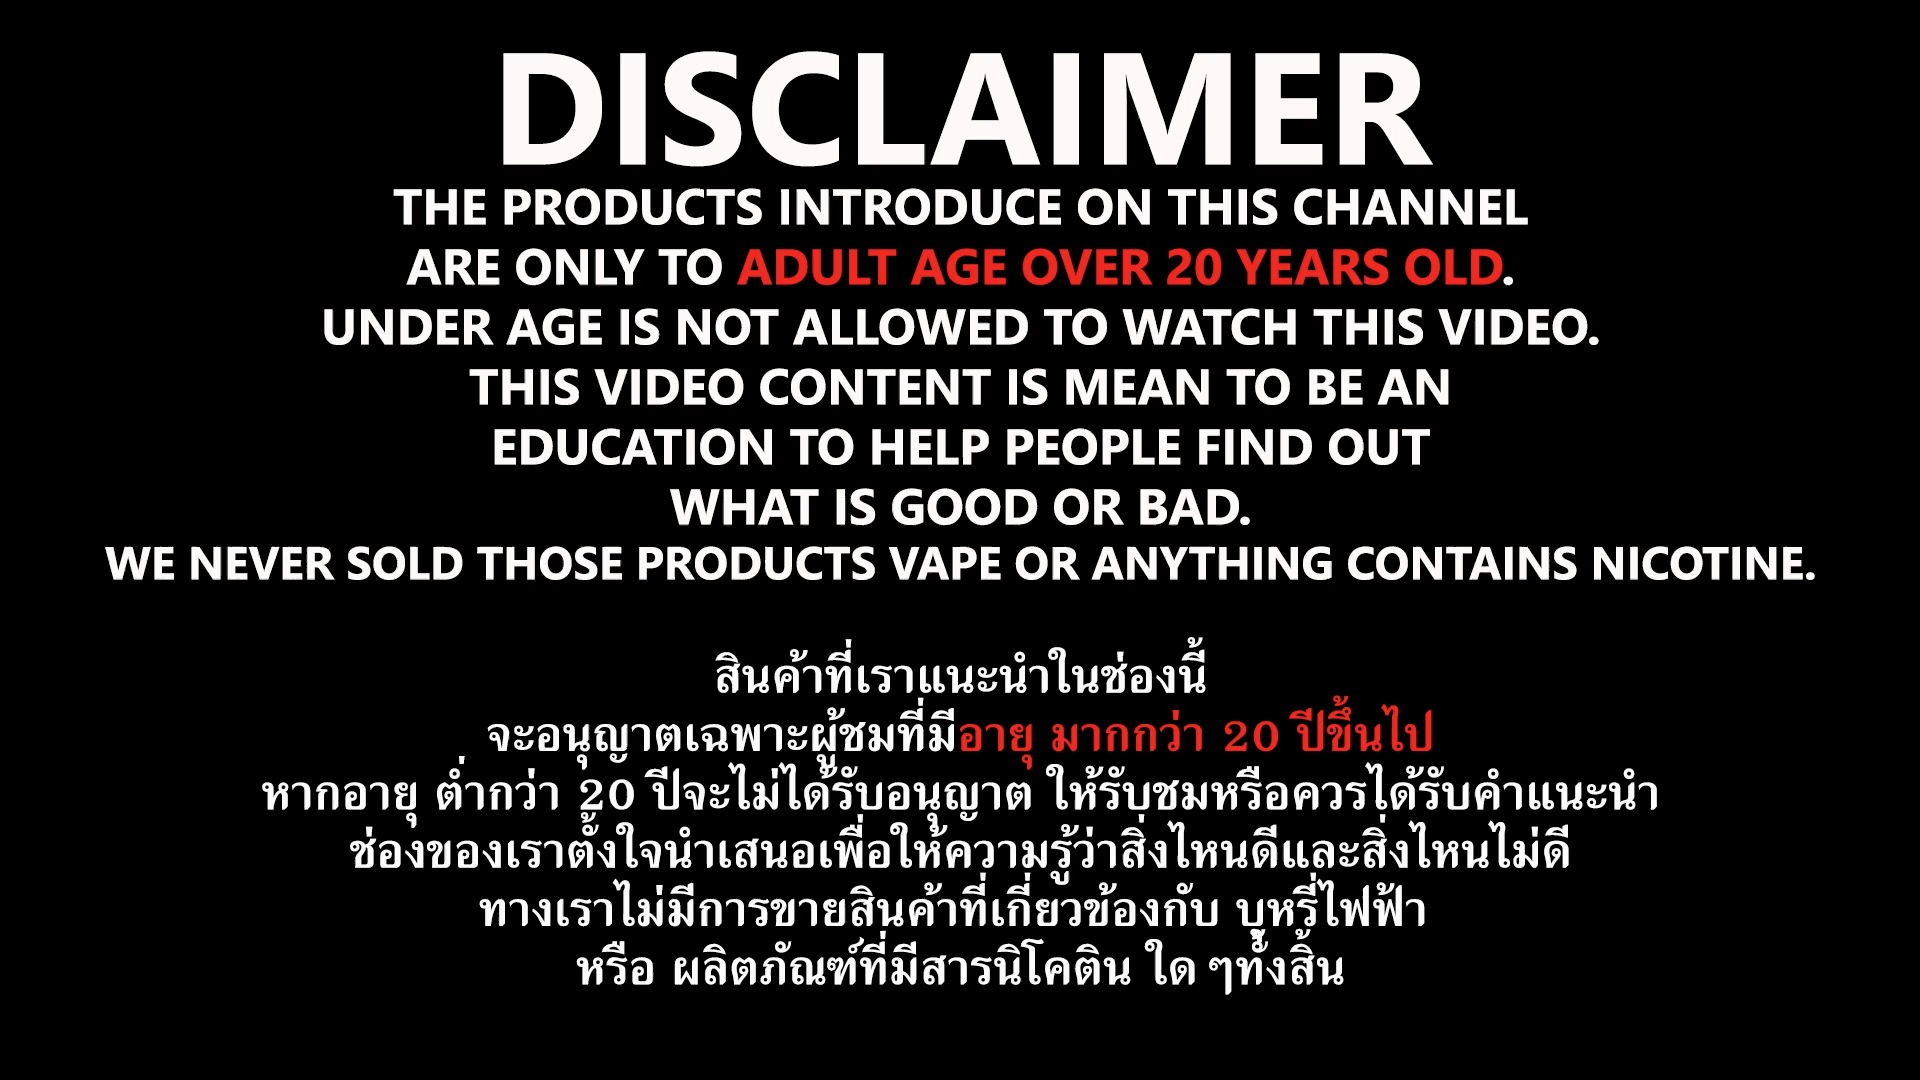 DISCLAIMER
THE PRODUCTS INTRODUCE ON THIS CHANNEL
ARE ONLY TO ADULT AGE OVER 20 YEARS OLD.
UNDER AGE IS NOT ALLOWED TO WATCH THIS VIDEO.
THIS VIDEO CONTENT IS MEAN TO BE AN
EDUCATION TO HELP PEOPLE FIND OUT
WHAT IS GOOD OR BAD.
WE NEVER SOLD THOSE PRODUCTS VAPE OR ANYTHING CONTAINS NICOTINE.
สินค้าที่เราแนะนำในช่องนี้
จะอนุญาตเฉพาะผู้ชมที่มีอายุ มากกว่า 20 ปีขึ้นไป
หากอายุ ต่ำกว่า 20 ปีจะไม่ได้รับอนุญาต ให้รับชมหรือควรได้รับคำแนะนำ
ช่องของเราตั้งใจนำเสนอเพื่อให้ความรู้ว่าสิ่งไหนดีและสิ่งไหนไม่ดี
ทางเราไม่มีการขายสินค้าที่เกี่ยวข้องกับ บุหรี่ไฟฟ้า
หรือ ผลิตภัณฑ์ที่มีสารนิโคติน ใด ๆทั้งสิ้น